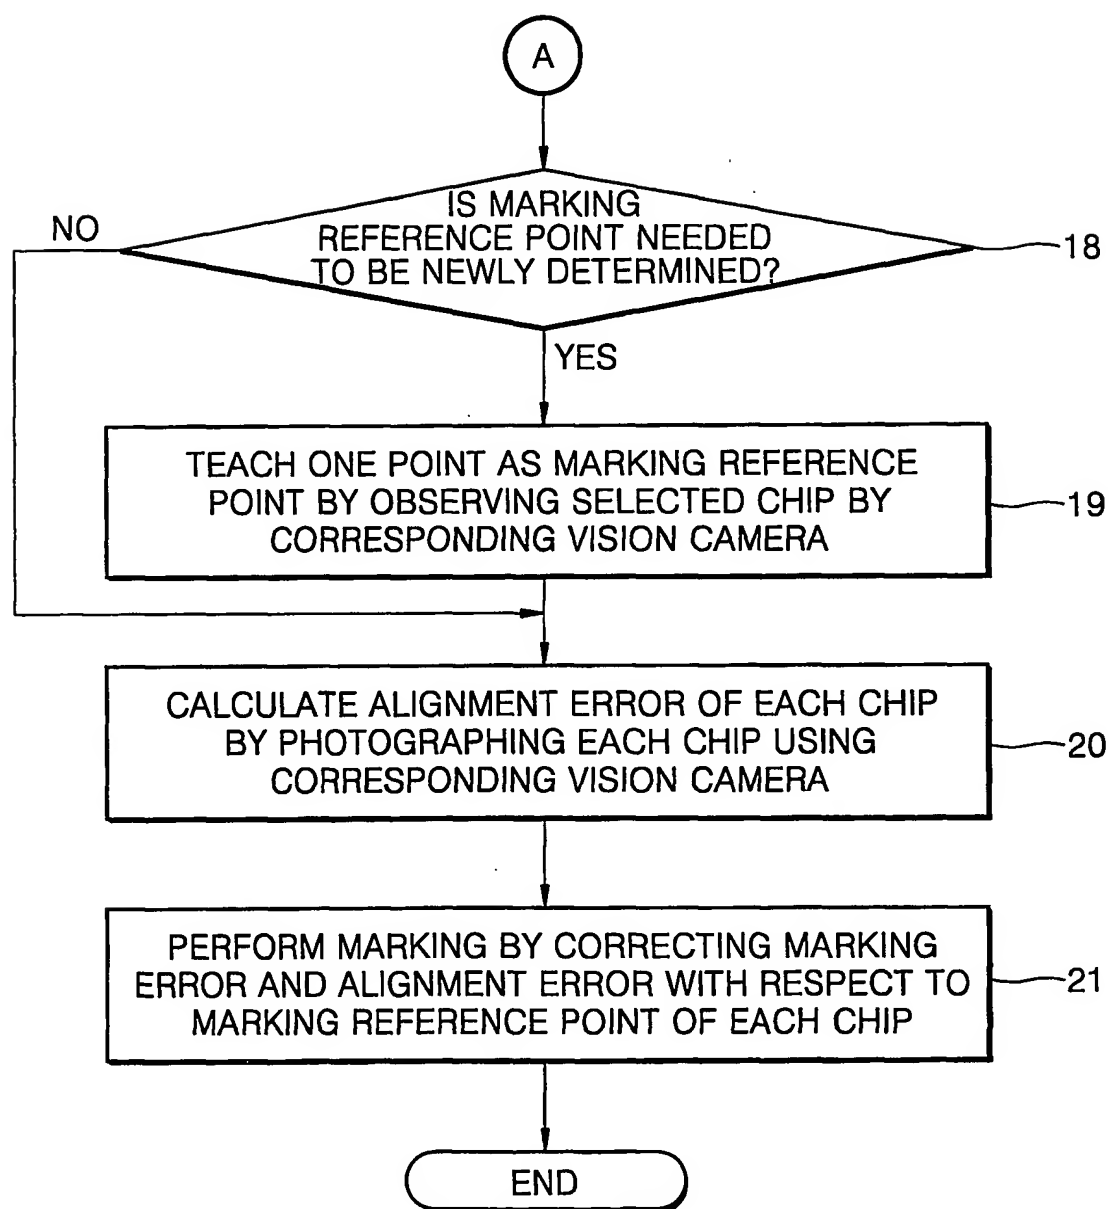 A
IS MARKING
REFERENCE POINT NEEDED
TO BE NEWLY DETERMINED?
NO
18
YES
TEACH ONE POINT AS MARKING REFERENCE
POINT BY OBSERVING SELECTED CHIP BY
CORRESPONDING VISION CAMERA
19
CALCULATE ALIGNMENT ERROR OF EACH CHIP
BY PHOTOGRAPHING EACH CHIP USING
CORRESPONDING VISION CAMERA
20
PERFORM MARKING BY CORRECTING MARKING
ERROR AND ALIGNMENT ERROR WITH RESPECT TO
MARKING REFERENCE POINT OF EACH CHIP
21
END